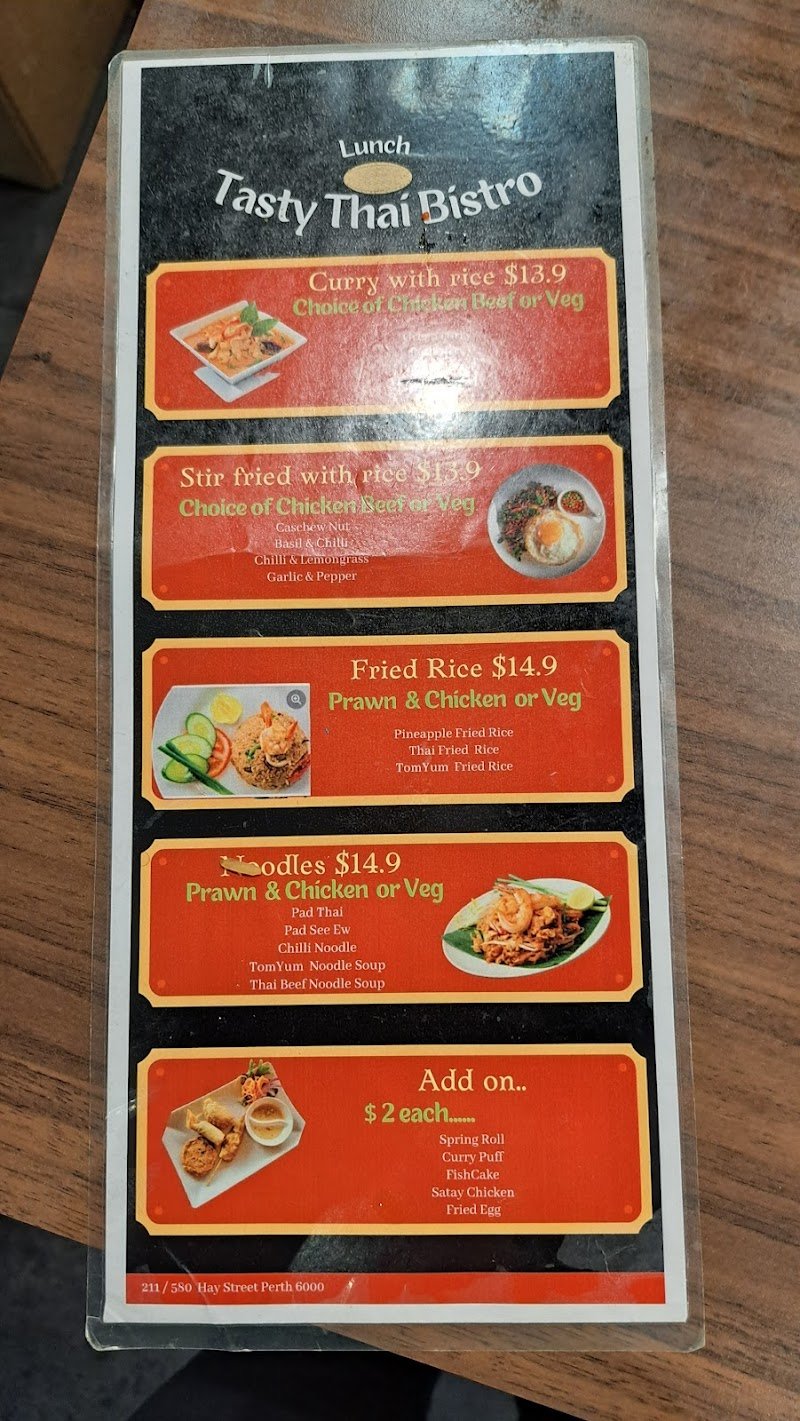 Lunch
Tasty Thai Bistro
Curry with rice $13.9
Choice of Chicken Beef or Veg
Stir fried with rice $13.9
Choice of Chicken Beef or Veg
Caschew Nut
Basil & Chilli
Chilli & Lemongrass
Garlic & Pepper
Fried Rice $14.9
Prawn & Chicken or Veg
Pineapple Fried Rice
Thai Fried Rice
TomYum Fried Rice
Noodles $14.9
Prawn & Chicken or Veg
Pad Thai
Pad See Ew
Chilli Noodle
TomYum Noodle Soup
Thai Beef Noodle Soup
Add on..
$ 2 each......
Spring Roll
Curry Puff
FishCake
Satay Chicken
Fried Egg
211 / 580 Hay Street Perth 6000